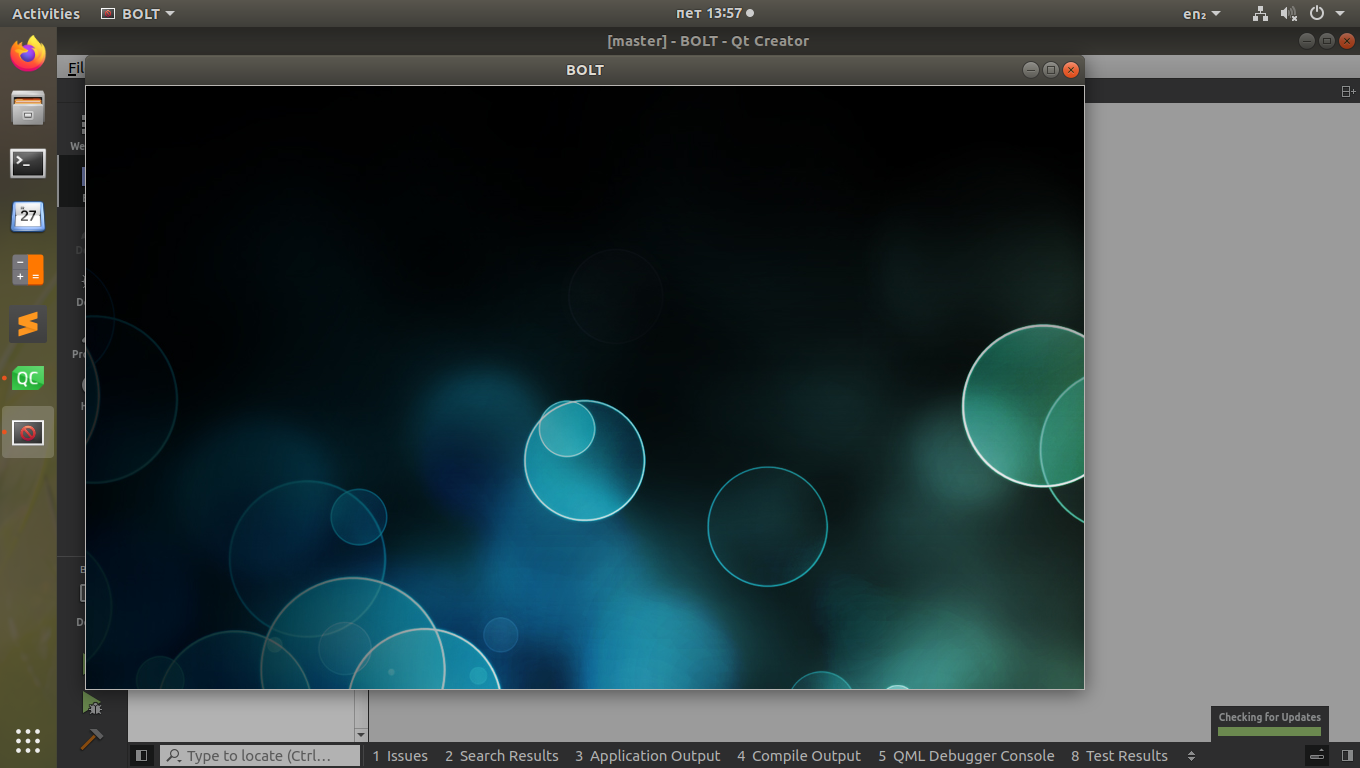 Activities BOLT пет 13:57 en₂
[master] - BOLT - Qt Creator
Fil
BOLT
We
27
QC
Checking for Updates
Type to locate (Ctrl... 1 Issues 2 Search Results 3 Application Output 4 Compile Output 5 QML Debugger Console 8 Test Results